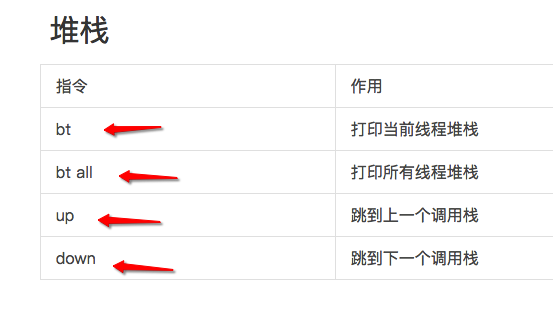 堆栈
指令 作用
bt 打印当前线程堆栈
bt all 打印所有线程堆栈
up 跳到上一个调用栈
down 跳到下一个调用栈